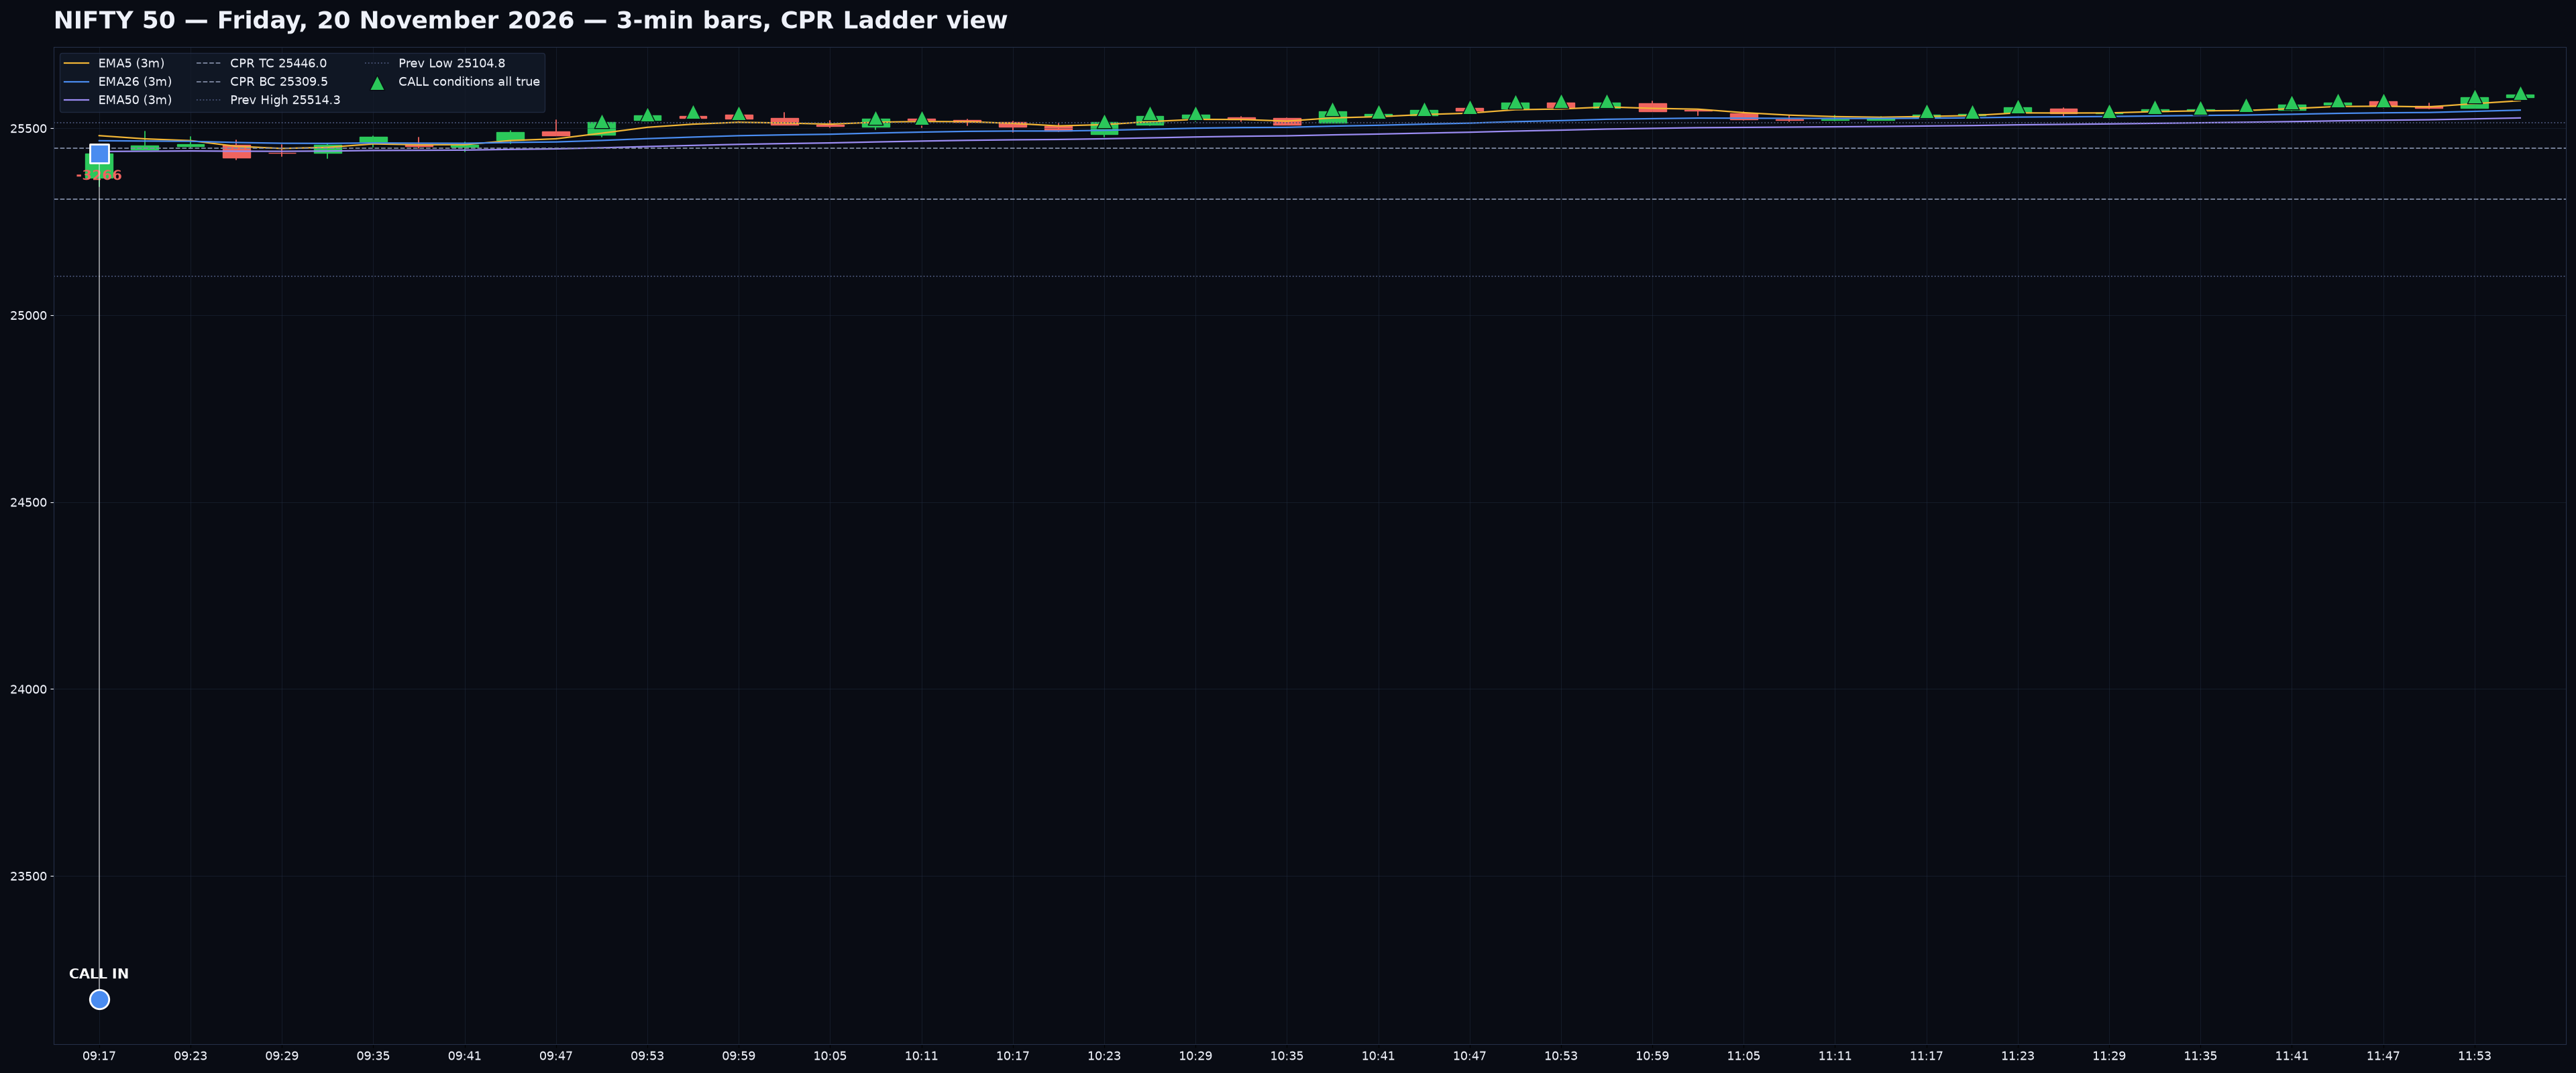 NIFTY 50 — Friday, 20 November 2026 — 3-min bars, CPR Ladder view
EMA5 (3m)
EMA26 (3m)
EMA50 (3m)
CPR TC 25446.0
CPR BC 25309.5
Prev High 25514.3
Prev Low 25104.8
CALL conditions all true
25500
25000
24500
24000
23500
CALL IN
09:17 09:23 09:29 09:35 09:41 09:47 09:53 09:59 10:05 10:11 10:17 10:23 10:29 10:35 10:41 10:47 10:53 10:59 11:05 11:11 11:17 11:23 11:29 11:35 11:41 11:47 11:53